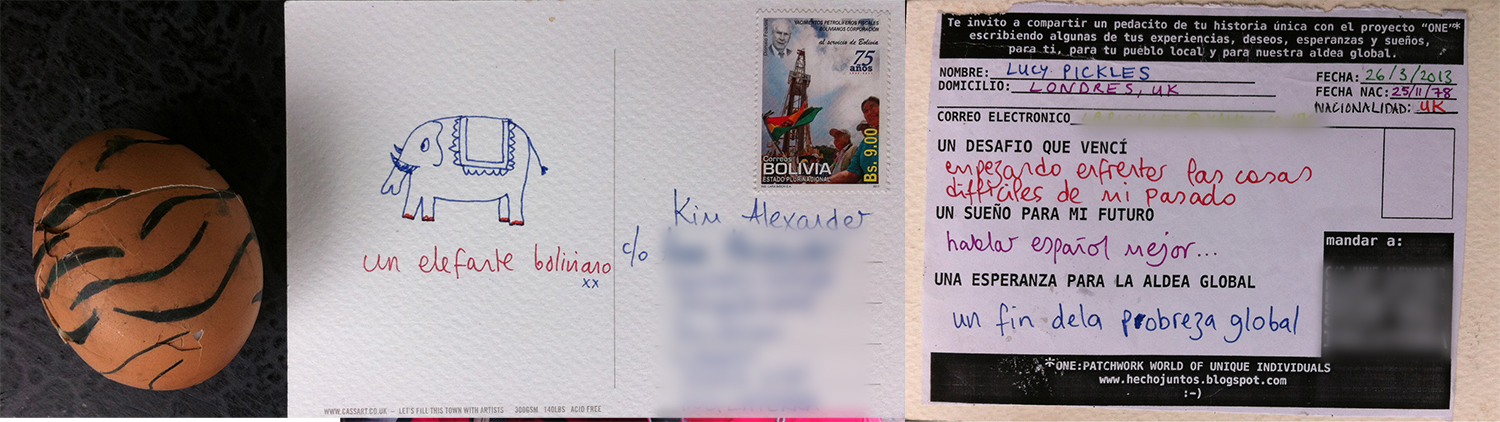 YACIMIENTOS PETROLÍFEROS FISCALES
BOLIVIANOS CORPORACIÓN
al servicio de Bolivia
75
años
Correos
BOLIVIA
ESTADO PLURINACIONAL
Bs. 9.00
un elefante boliviano
xx
Kim Alexander
c/o
WWW.CASSART.CO.UK – LET'S FILL THIS TOWN WITH ARTISTS 300GSM 140LBS ACID FREE
Te invito a compartir un pedacito de tu historia única con el proyecto "ONE"*
escribiendo algunas de tus experiencias, deseos, esperanzas y sueños,
para ti, para tu pueblo local y para nuestra aldea global.
NOMBRE: LUCY PICKLES
FECHA: 26/3/2013
DOMICILIO: LONDRES, UK
FECHA NAC: 25/11/78
NACIONALIDAD: UK
CORREO ELECTRONICO
UN DESAFIO QUE VENCÍ
empezando enfrenter las cosas
difficiles de mi pasado
UN SUEÑO PARA MI FUTURO
hablar español mejor...
mandar a:
UNA ESPERANZA PARA LA ALDEA GLOBAL
un fin dela probreza global
*ONE:PATCHWORK WORLD OF UNIQUE INDIVIDUALS
www.hechojuntos.blogspot.com
:-)